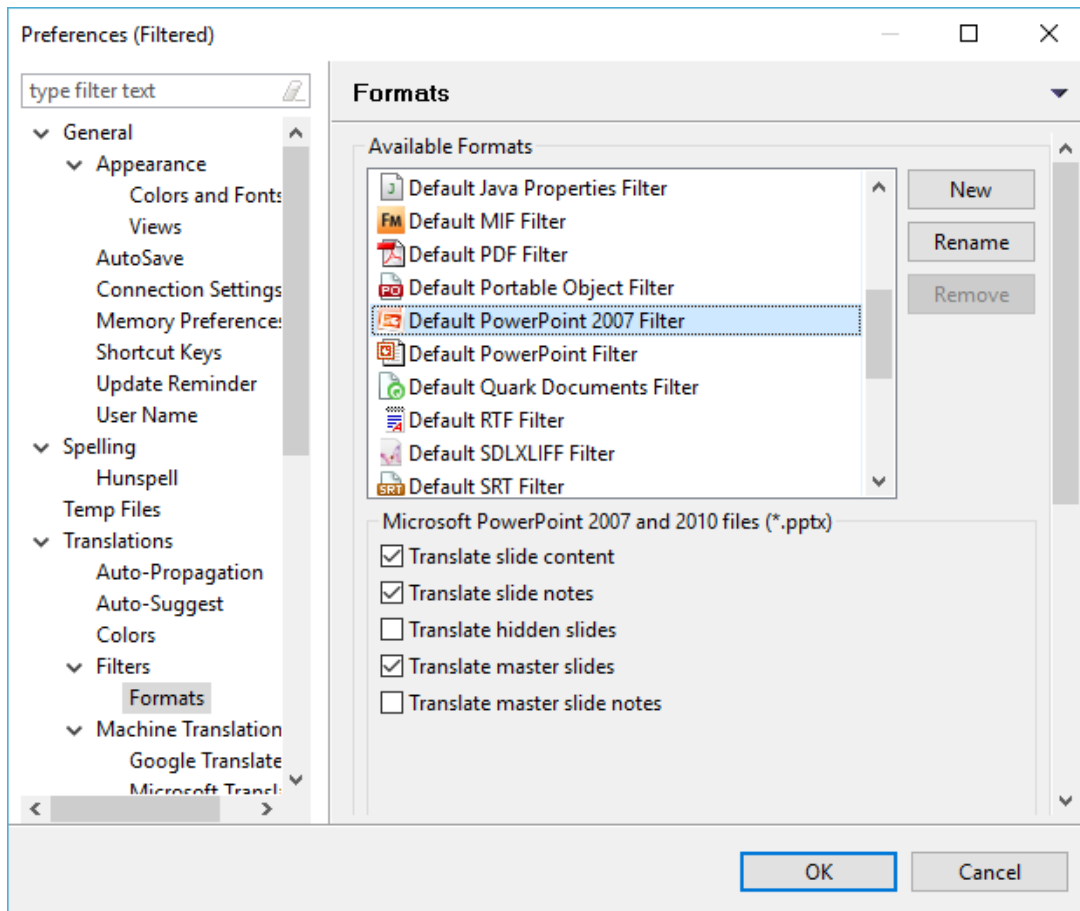 Preferences (Filtered)
type filter text
General
Appearance
Colors and Fonts
Views
AutoSave
Connection Settings
Memory Preferences
Shortcut Keys
Update Reminder
User Name
Spelling
Hunspell
Temp Files
Translations
Auto-Propagation
Auto-Suggest
Colors
Filters
Formats
Machine Translation
Google Translate
Microsoft Transl
Formats
Available Formats
J Default Java Properties Filter
FM Default MIF Filter
Default PDF Filter
PO Default Portable Object Filter
Default PowerPoint 2007 Filter
Default PowerPoint Filter
Default Quark Documents Filter
A Default RTF Filter
Default SDLXLIFF Filter
SRT Default SRT Filter
New
Rename
Remove
Microsoft PowerPoint 2007 and 2010 files (*.pptx)
Translate slide content
Translate slide notes
Translate hidden slides
Translate master slides
Translate master slide notes
OK
Cancel